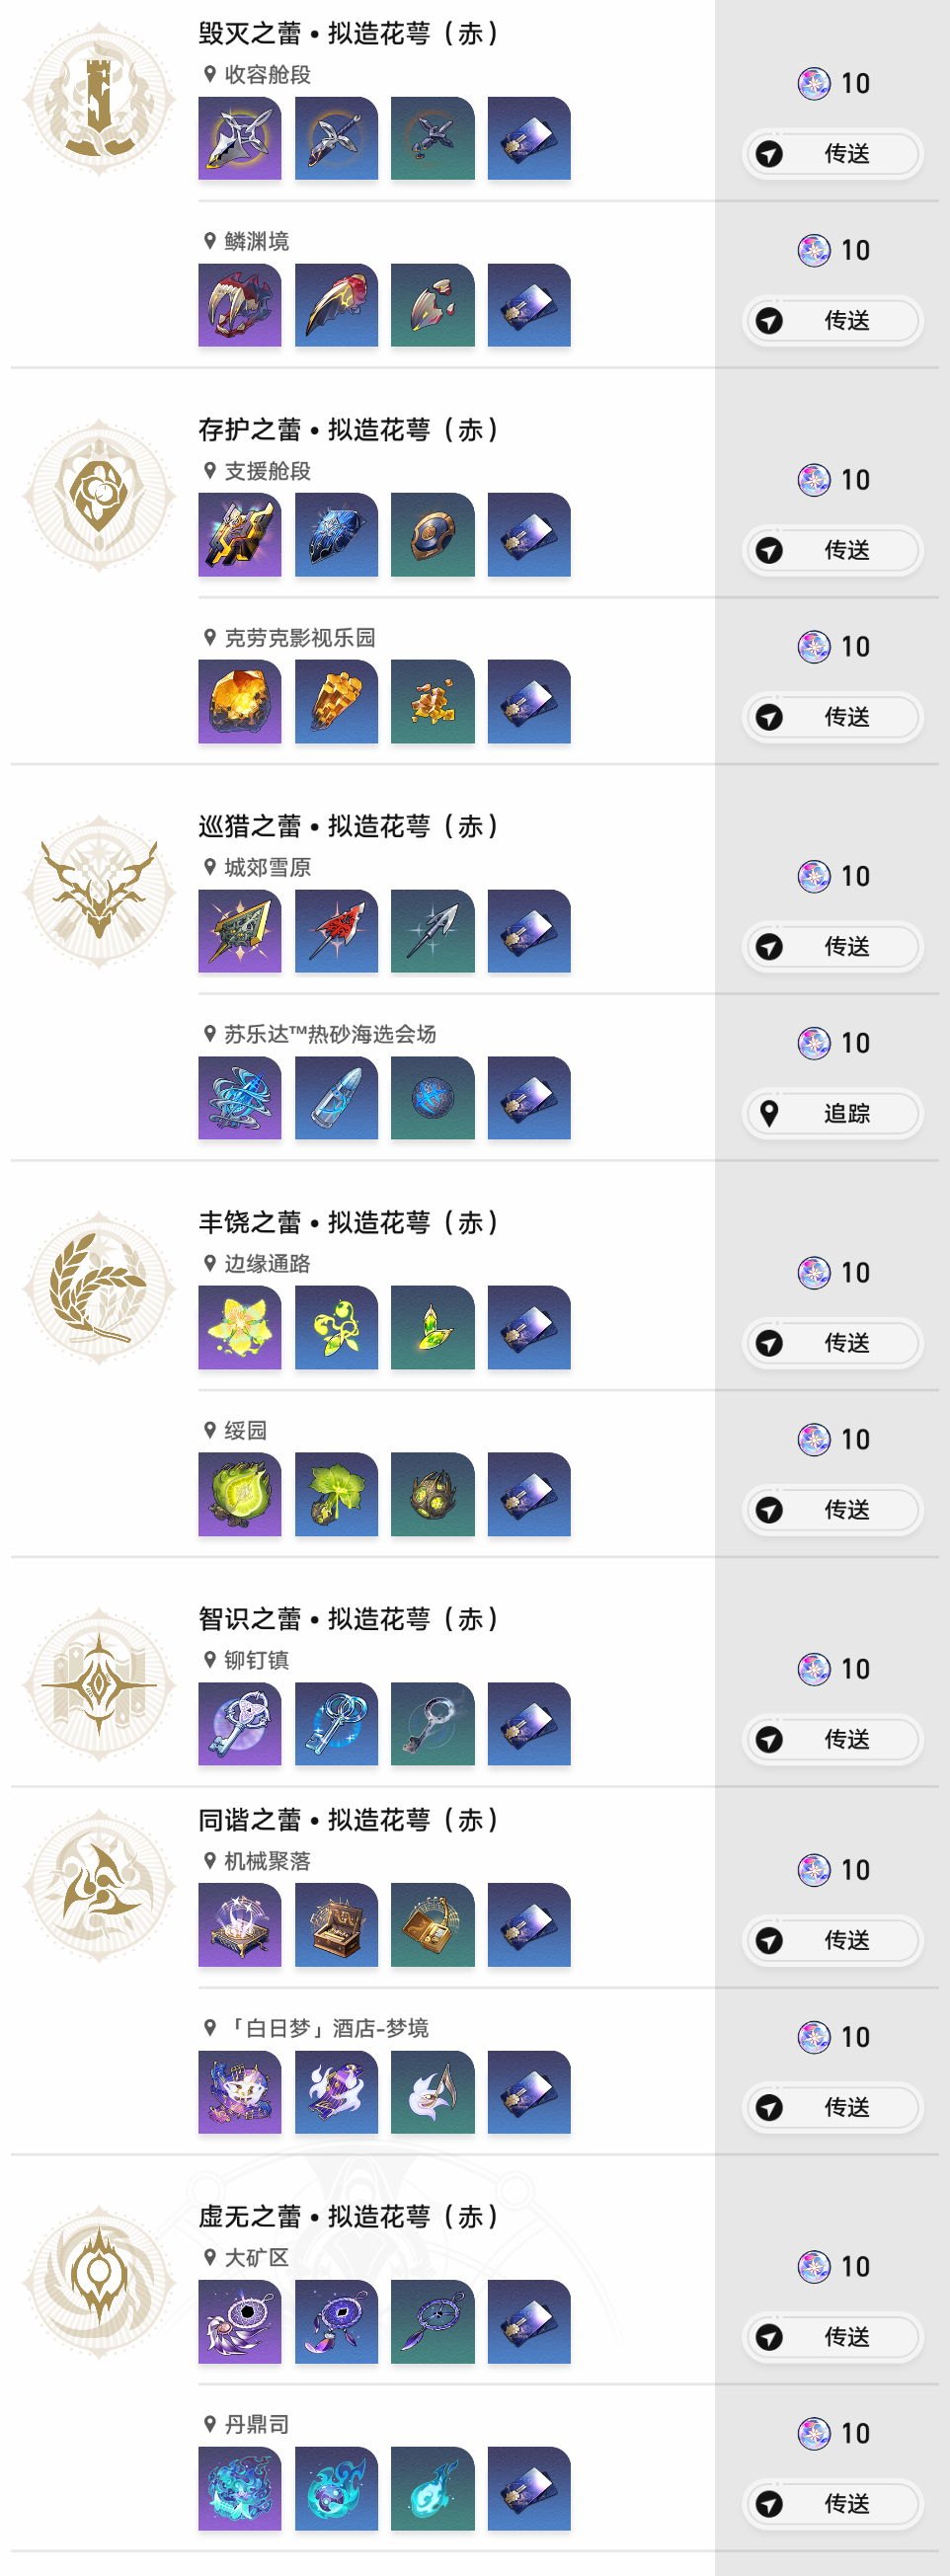 毁灭之蕾•拟造花萼（赤）
收容舱段
10
传送
鳞渊境
10
传送
存护之蕾•拟造花萼（赤）
支援舱段
10
传送
克劳克影视乐园
10
传送
巡猎之蕾•拟造花萼（赤）
城郊雪原
10
传送
苏乐达™热砂海选会场
10
追踪
丰饶之蕾•拟造花萼（赤）
边缘通路
10
传送
绥园
10
传送
智识之蕾•拟造花萼（赤）
铆钉镇
10
传送
同谐之蕾•拟造花萼（赤）
机械聚落
10
传送
「白日梦」酒店-梦境
10
传送
虚无之蕾•拟造花萼（赤）
大矿区
10
传送
丹鼎司
10
传送